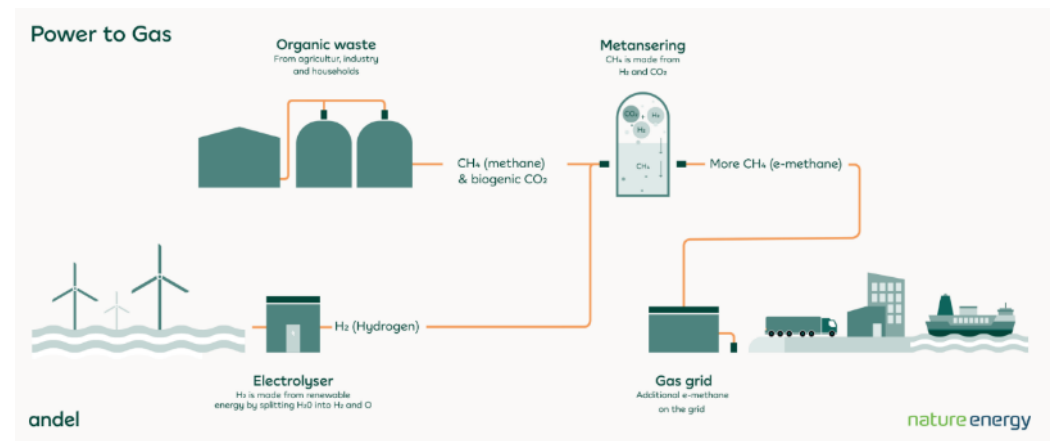 Power to Gas
Organic waste
From agricultur, industry
and households
Metansering
CH₄ is made from
H₂ and CO₂
CO₂ + H₂
H₂
CH₄
CH₄ (methane)
& biogenic CO₂
More CH₄ (e-methane)
H₂ (Hydrogen)
Electrolyser
H₂ is made from renewable
energy by splitting H₂0 into H₂ and O
Gas grid
Additional e-methane
on the grid
andel
nature energy